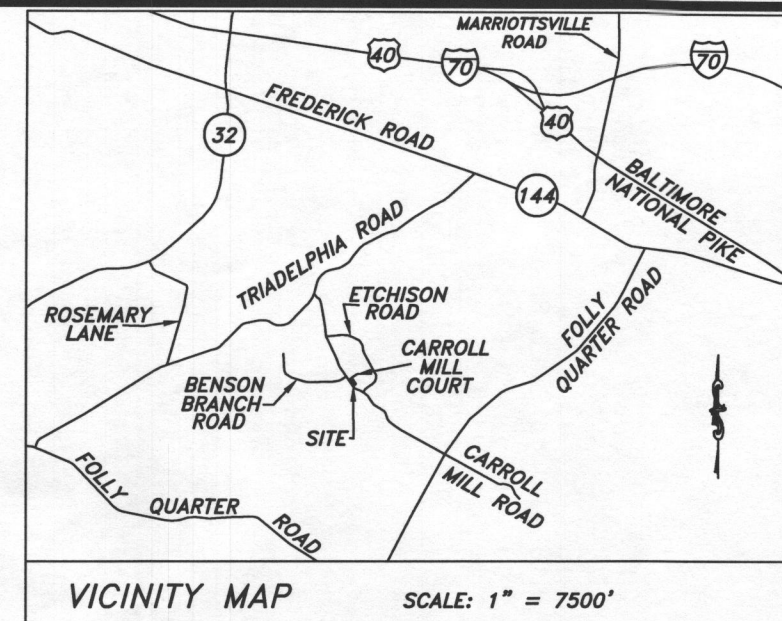 MARRIOTTSVILLE
ROAD
40
70
70
40
FREDERICK ROAD
32
BALTIMORE
NATIONAL PIKE
144
TRIADELPHIA ROAD
ETCHISON
ROAD
ROSEMARY
LANE
CARROLL
MILL
COURT
FOLLY
QUARTER ROAD
BENSON
BRANCH
ROAD
SITE
FOLLY QUARTER ROAD
CARROLL
MILL ROAD
VICINITY MAP
SCALE: 1" = 7500'